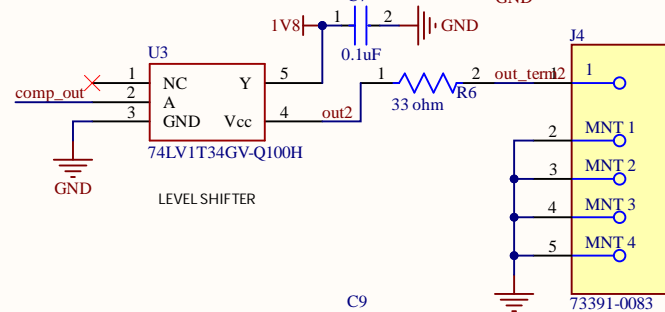 GND
1V8
1
2
GND
0.1uF
J4
U3
1
NC
Y
5
comp_out
2
A
3
GND
Vcc
4
out2
1
2
33 ohm
R6
out_term2
1
1
74LV1T34GV-Q100H
GND
LEVEL SHIFTER
2
MNT 1
3
MNT 2
4
MNT 3
5
MNT 4
C9
73391-0083